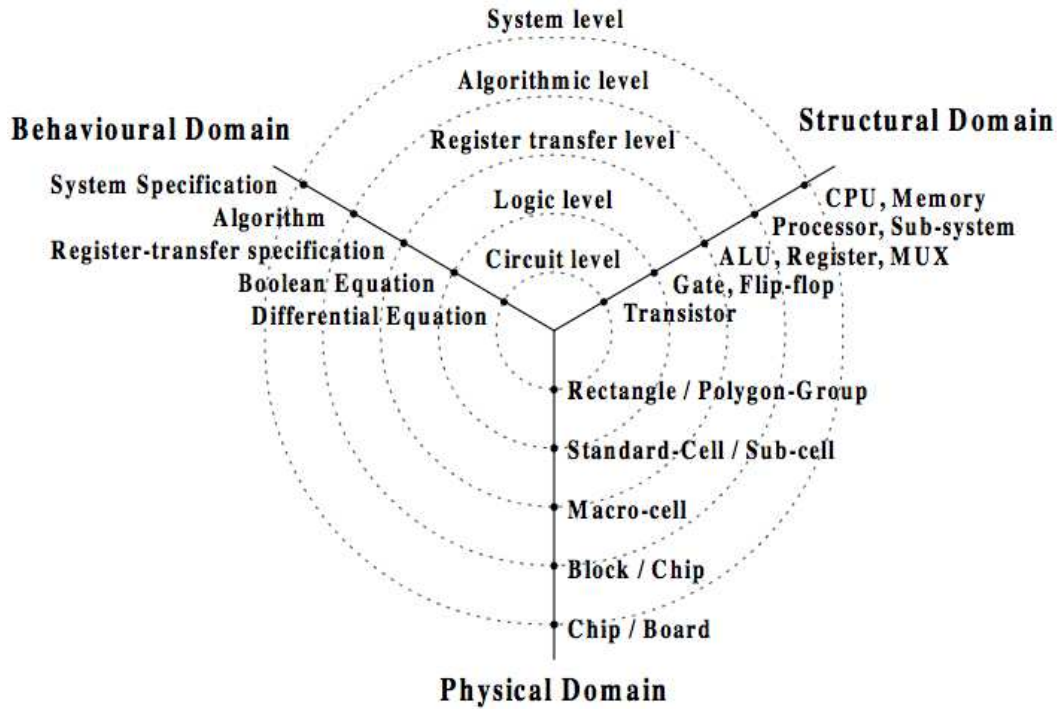 System level
Algorithmic level
Behavioural Domain
Structural Domain
Register transfer level
System Specification
CPU, Memory
Logic level
Algorithm
Processor, Sub-system
Register-transfer specification
Circuit level
ALU, Register, MUX
Boolean Equation
Gate, Flip-flop
Differential Equation
Transistor
Rectangle / Polygon-Group
Standard-Cell / Sub-cell
Macro-cell
Block / Chip
Chip / Board
Physical Domain